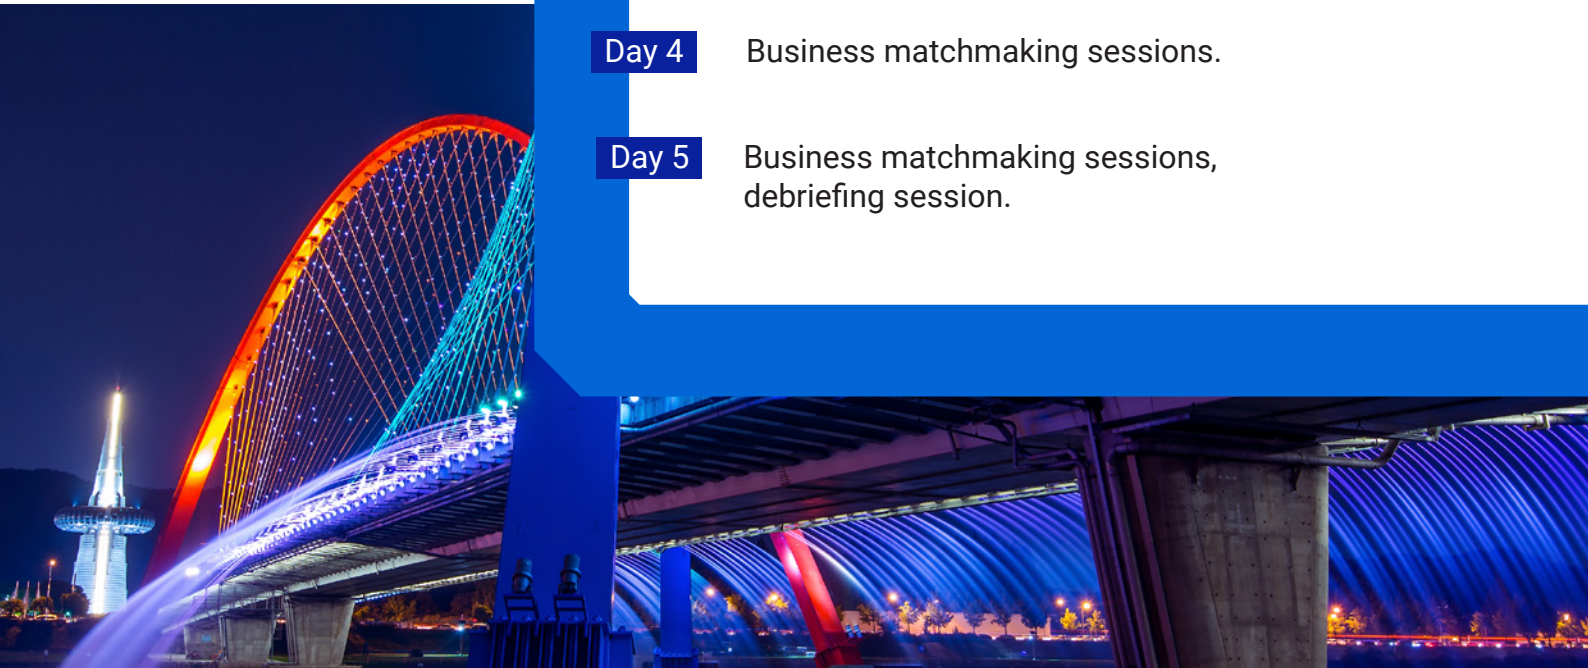 Day 4 Business matchmaking sessions.
Day 5 Business matchmaking sessions,
debriefing session.